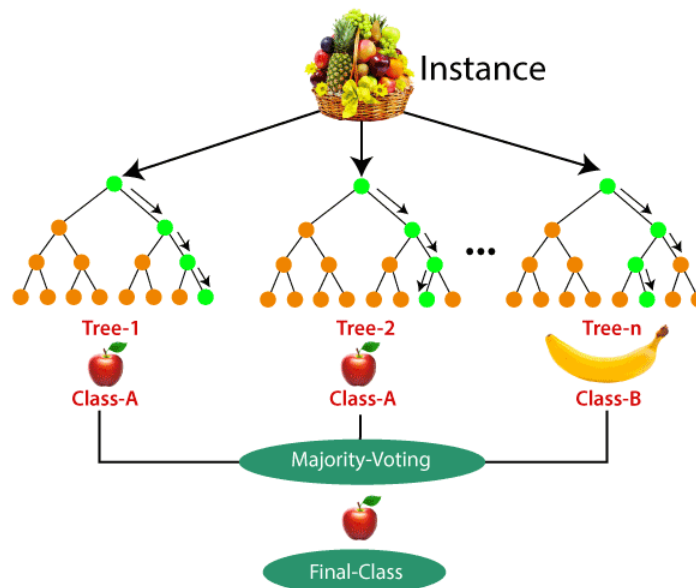 Instance
...
Tree-1
Tree-2
Tree-n
Class-A
Class-A
Class-B
Majority-Voting
Final-Class